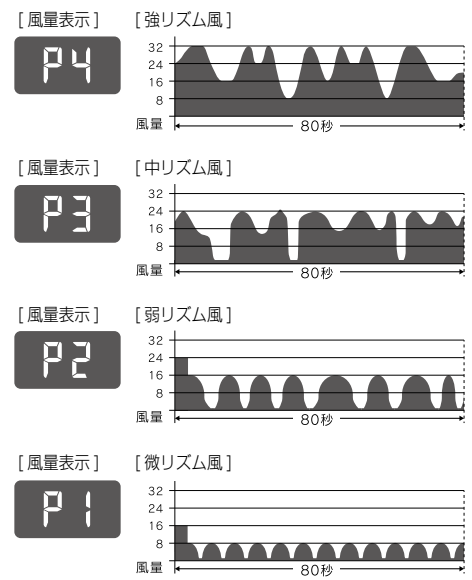 [風量表示] [強リズム風]
P4
32
24
16
8
風量 80秒
[風量表示] [中リズム風]
P3
32
24
16
8
風量 80秒
[風量表示] [弱リズム風]
P2
32
24
16
8
風量 80秒
[風量表示] [微リズム風]
P1
32
24
16
8
風量 80秒